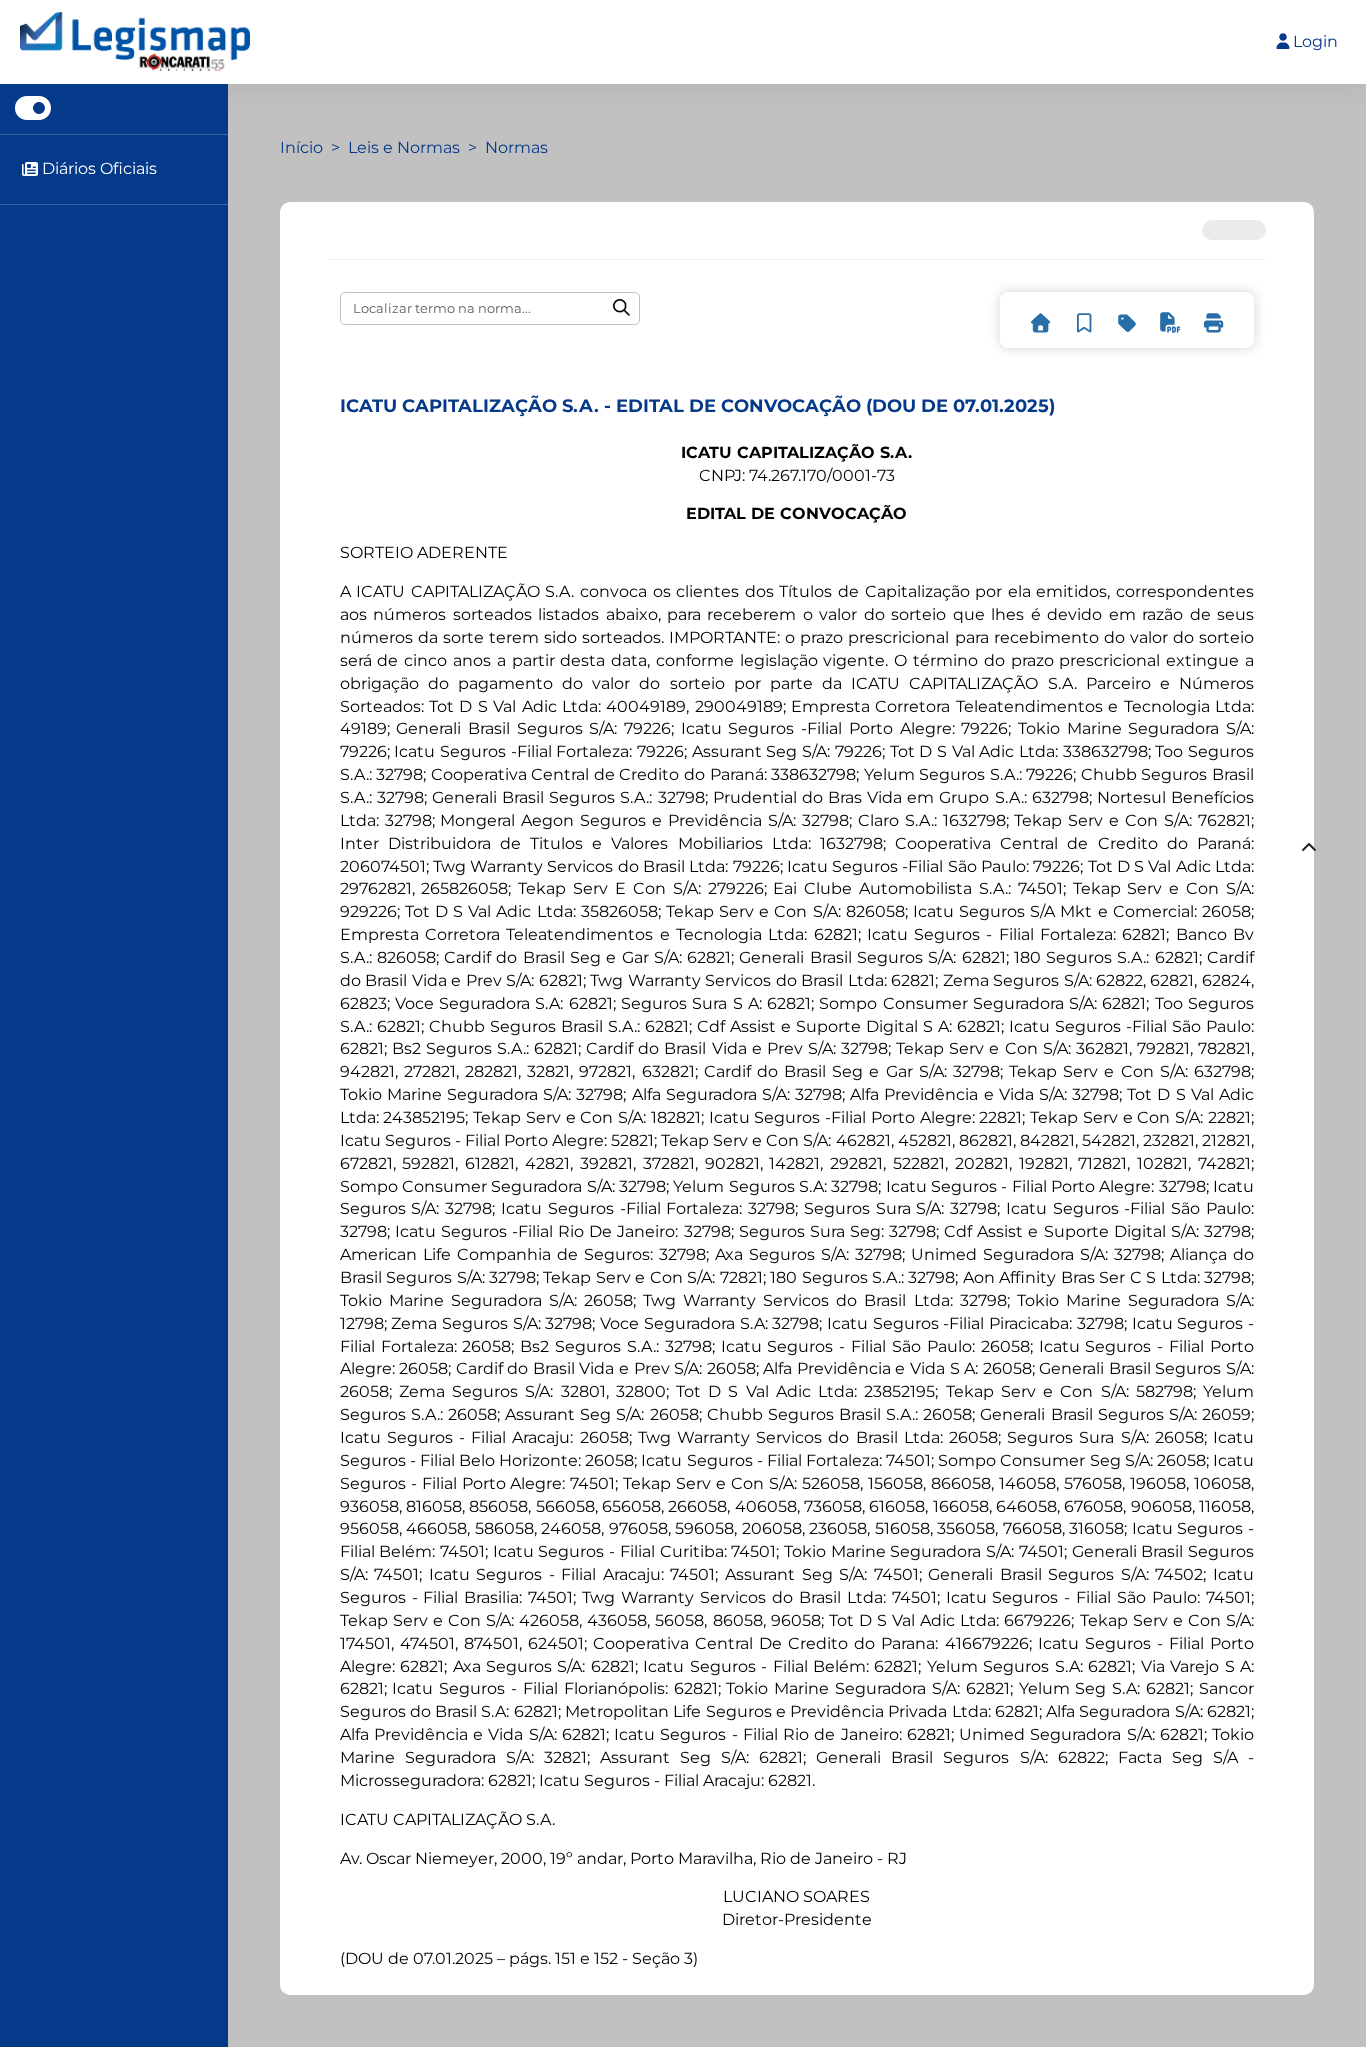 Legismap
RONCARATI 55
Login
Diários Oficiais
Início > Leis e Normas > Normas
Localizar termo na norma...
PDF
ICATU CAPITALIZAÇÃO S.A. - EDITAL DE CONVOCAÇÃO (DOU DE 07.01.2025)
ICATU CAPITALIZAÇÃO S.A.
CNPJ: 74.267.170/0001-73
EDITAL DE CONVOCAÇÃO
SORTEIO ADERENTE
A ICATU CAPITALIZAÇÃO S.A. convoca os clientes dos Títulos de Capitalização por ela emitidos, correspondentes
aos números sorteados listados abaixo, para receberem o valor do sorteio que lhes é devido em razão de seus
números da sorte terem sido sorteados. IMPORTANTE: o prazo prescricional para recebimento do valor do sorteio
será de cinco anos a partir desta data, conforme legislação vigente. O término do prazo prescricional extingue a
obrigação do pagamento do valor do sorteio por parte da ICATU CAPITALIZAÇÃO S.A. Parceiro e Números
Sorteados: Tot D S Val Adic Ltda: 40049189, 290049189; Empresta Corretora Teleatendimentos e Tecnologia Ltda:
49189; Generali Brasil Seguros S/A: 79226; Icatu Seguros -Filial Porto Alegre: 79226; Tokio Marine Seguradora S/A:
79226; Icatu Seguros -Filial Fortaleza: 79226; Assurant Seg S/A: 79226; Tot D S Val Adic Ltda: 338632798; Too Seguros
S.A.: 32798; Cooperativa Central de Credito do Paraná: 338632798; Yelum Seguros S.A.: 79226; Chubb Seguros Brasil
S.A.: 32798; Generali Brasil Seguros S.A.: 32798; Prudential do Bras Vida em Grupo S.A.: 632798; Nortesul Benefícios
Ltda: 32798; Mongeral Aegon Seguros e Previdência S/A: 32798; Claro S.A.: 1632798; Tekap Serv e Con S/A: 762821;
Inter Distribuidora de Titulos e Valores Mobiliarios Ltda: 1632798; Cooperativa Central de Credito do Paraná:
206074501; Twg Warranty Servicos do Brasil Ltda: 79226; Icatu Seguros -Filial São Paulo: 79226; Tot D S Val Adic Ltda:
29762821, 265826058; Tekap Serv E Con S/A: 279226; Eai Clube Automobilista S.A.: 74501; Tekap Serv e Con S/A:
929226; Tot D S Val Adic Ltda: 35826058; Tekap Serv e Con S/A: 826058; Icatu Seguros S/A Mkt e Comercial: 26058;
Empresta Corretora Teleatendimentos e Tecnologia Ltda: 62821; Icatu Seguros - Filial Fortaleza: 62821; Banco Bv
S.A.: 826058; Cardif do Brasil Seg e Gar S/A: 62821; Generali Brasil Seguros S/A: 62821; 180 Seguros S.A.: 62821; Cardif
do Brasil Vida e Prev S/A: 62821; Twg Warranty Servicos do Brasil Ltda: 62821; Zema Seguros S/A: 62822, 62821, 62824,
62823; Voce Seguradora S.A: 62821; Seguros Sura S A: 62821; Sompo Consumer Seguradora S/A: 62821; Too Seguros
S.A.: 62821; Chubb Seguros Brasil S.A.: 62821; Cdf Assist e Suporte Digital S A: 62821; Icatu Seguros -Filial São Paulo:
62821; Bs2 Seguros S.A.: 62821; Cardif do Brasil Vida e Prev S/A: 32798; Tekap Serv e Con S/A: 362821, 792821, 782821,
942821, 272821, 282821, 32821, 972821, 632821; Cardif do Brasil Seg e Gar S/A: 32798; Tekap Serv e Con S/A: 632798;
Tokio Marine Seguradora S/A: 32798; Alfa Seguradora S/A: 32798; Alfa Previdência e Vida S/A: 32798; Tot D S Val Adic
Ltda: 243852195; Tekap Serv e Con S/A: 182821; Icatu Seguros -Filial Porto Alegre: 22821; Tekap Serv e Con S/A: 22821;
Icatu Seguros - Filial Porto Alegre: 52821; Tekap Serv e Con S/A: 462821, 452821, 862821, 842821, 542821, 232821, 212821,
672821, 592821, 612821, 42821, 392821, 372821, 902821, 142821, 292821, 522821, 202821, 192821, 712821, 102821, 742821;
Sompo Consumer Seguradora S/A: 32798; Yelum Seguros S.A: 32798; Icatu Seguros - Filial Porto Alegre: 32798; Icatu
Seguros S/A: 32798; Icatu Seguros -Filial Fortaleza: 32798; Seguros Sura S/A: 32798; Icatu Seguros -Filial São Paulo:
32798; Icatu Seguros -Filial Rio De Janeiro: 32798; Seguros Sura Seg: 32798; Cdf Assist e Suporte Digital S/A: 32798;
American Life Companhia de Seguros: 32798; Axa Seguros S/A: 32798; Unimed Seguradora S/A: 32798; Aliança do
Brasil Seguros S/A: 32798; Tekap Serv e Con S/A: 72821; 180 Seguros S.A.: 32798; Aon Affinity Bras Ser C S Ltda: 32798;
Tokio Marine Seguradora S/A: 26058; Twg Warranty Servicos do Brasil Ltda: 32798; Tokio Marine Seguradora S/A:
12798; Zema Seguros S/A: 32798; Voce Seguradora S.A: 32798; Icatu Seguros -Filial Piracicaba: 32798; Icatu Seguros -
Filial Fortaleza: 26058; Bs2 Seguros S.A.: 32798; Icatu Seguros - Filial São Paulo: 26058; Icatu Seguros - Filial Porto
Alegre: 26058; Cardif do Brasil Vida e Prev S/A: 26058; Alfa Previdência e Vida S A: 26058; Generali Brasil Seguros S/A:
26058; Zema Seguros S/A: 32801, 32800; Tot D S Val Adic Ltda: 23852195; Tekap Serv e Con S/A: 582798; Yelum
Seguros S.A.: 26058; Assurant Seg S/A: 26058; Chubb Seguros Brasil S.A.: 26058; Generali Brasil Seguros S/A: 26059;
Icatu Seguros - Filial Aracaju: 26058; Twg Warranty Servicos do Brasil Ltda: 26058; Seguros Sura S/A: 26058; Icatu
Seguros - Filial Belo Horizonte: 26058; Icatu Seguros - Filial Fortaleza: 74501; Sompo Consumer Seg S/A: 26058; Icatu
Seguros - Filial Porto Alegre: 74501; Tekap Serv e Con S/A: 526058, 156058, 866058, 146058, 576058, 196058, 106058,
936058, 816058, 856058, 566058, 656058, 266058, 406058, 736058, 616058, 166058, 646058, 676058, 906058, 116058,
956058, 466058, 586058, 246058, 976058, 596058, 206058, 236058, 516058, 356058, 766058, 316058; Icatu Seguros -
Filial Belém: 74501; Icatu Seguros - Filial Curitiba: 74501; Tokio Marine Seguradora S/A: 74501; Generali Brasil Seguros
S/A: 74501; Icatu Seguros - Filial Aracaju: 74501; Assurant Seg S/A: 74501; Generali Brasil Seguros S/A: 74502; Icatu
Seguros - Filial Brasilia: 74501; Twg Warranty Servicos do Brasil Ltda: 74501; Icatu Seguros - Filial São Paulo: 74501;
Tekap Serv e Con S/A: 426058, 436058, 56058, 86058, 96058; Tot D S Val Adic Ltda: 6679226; Tekap Serv e Con S/A:
174501, 474501, 874501, 624501; Cooperativa Central De Credito do Parana: 416679226; Icatu Seguros - Filial Porto
Alegre: 62821; Axa Seguros S/A: 62821; Icatu Seguros - Filial Belém: 62821; Yelum Seguros S.A: 62821; Via Varejo S A:
62821; Icatu Seguros - Filial Florianópolis: 62821; Tokio Marine Seguradora S/A: 62821; Yelum Seg S.A: 62821; Sancor
Seguros do Brasil S.A: 62821; Metropolitan Life Seguros e Previdência Privada Ltda: 62821; Alfa Seguradora S/A: 62821;
Alfa Previdência e Vida S/A: 62821; Icatu Seguros - Filial Rio de Janeiro: 62821; Unimed Seguradora S/A: 62821; Tokio
Marine Seguradora S/A: 32821; Assurant Seg S/A: 62821; Generali Brasil Seguros S/A: 62822; Facta Seg S/A -
Microsseguradora: 62821; Icatu Seguros - Filial Aracaju: 62821.
ICATU CAPITALIZAÇÃO S.A.
Av. Oscar Niemeyer, 2000, 19º andar, Porto Maravilha, Rio de Janeiro - RJ
LUCIANO SOARES
Diretor-Presidente
(DOU de 07.01.2025 – págs. 151 e 152 - Seção 3)